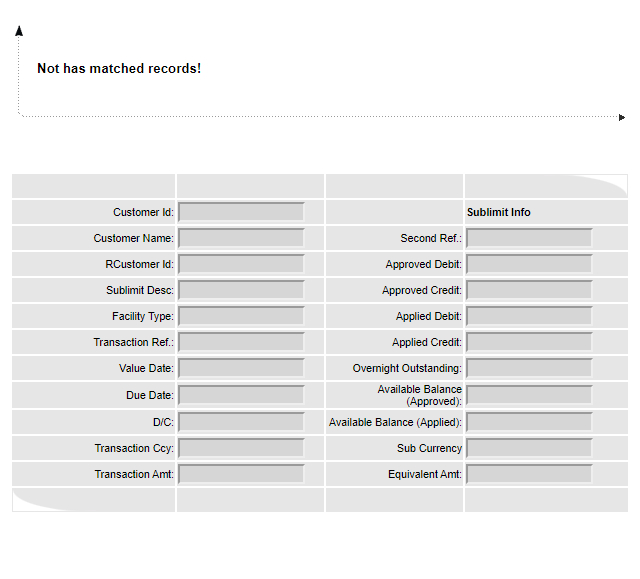 Not has matched records!
Customer Id:
Sublimit Info
Customer Name:
Second Ref.:
RCustomer Id:
Approved Debit:
Sublimit Desc:
Approved Credit:
Facility Type:
Applied Debit:
Transaction Ref.:
Applied Credit:
Value Date:
Overnight Outstanding:
Due Date:
Available Balance
(Approved):
D/C:
Available Balance (Applied):
Transaction Ccy:
Sub Currency
Transaction Amt:
Equivalent Amt: